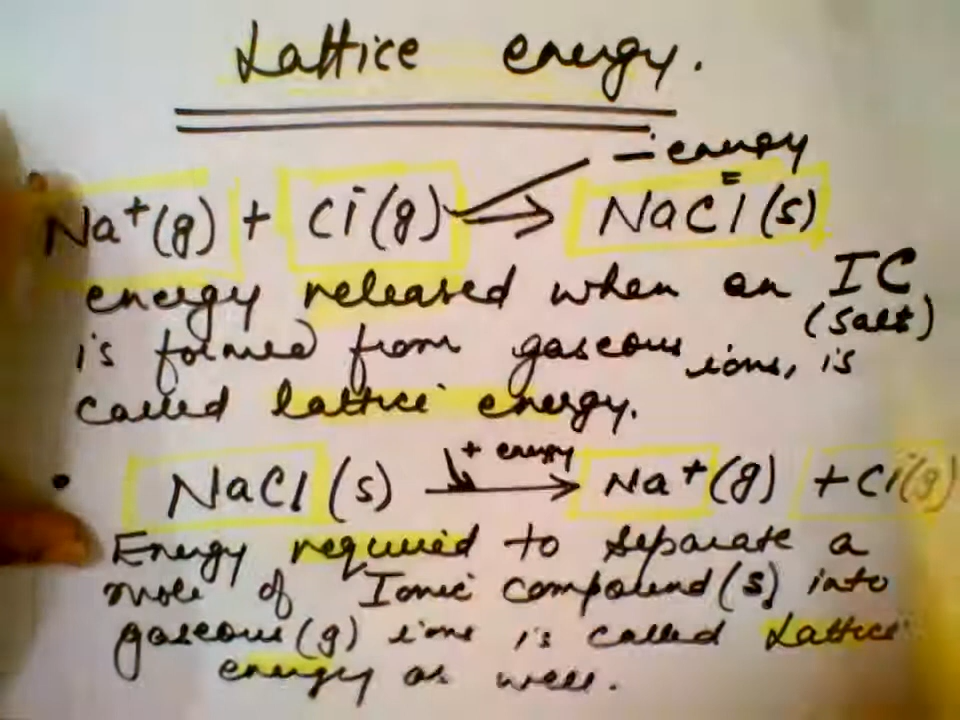 Lattice energy.
– energy
Na⁺(g) + Cl⁻(g) ⟹ NaCl(s)
energy released when an IC
(salt)
is formed from gaseous ions, is
called lattice energy.
+ energy
• NaCl(s) → Na⁺(g) + Cl⁻(g)
Energy required to separate a
mole of Ionic compound(s) into
gaseous(g) ions is called Lattice
energy as well.